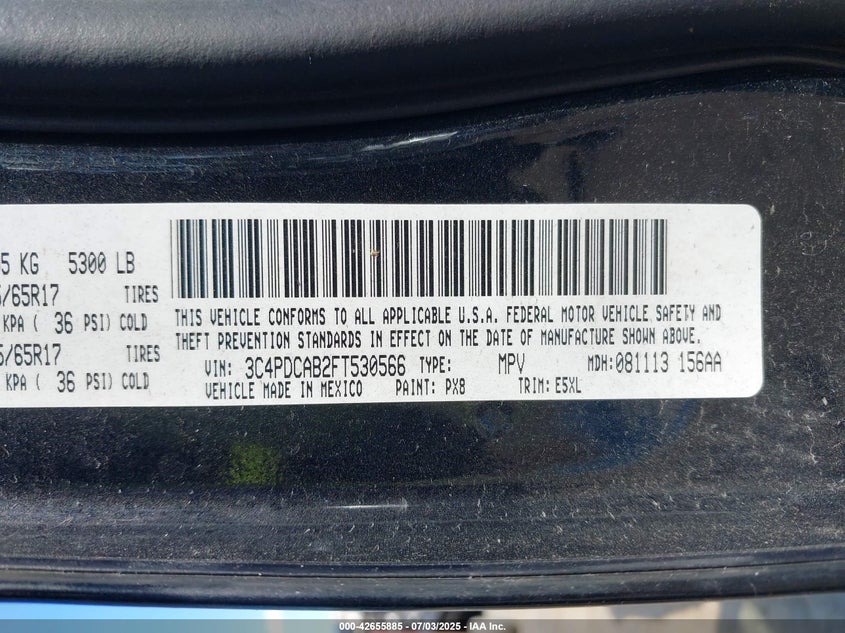 5 KG 5300 LB
/65R17 TIRES
KPA ( 36 PSI) COLD
/65R17 TIRES
KPA ( 36 PSI) COLD
THIS VEHICLE CONFORMS TO ALL APPLICABLE U.S.A. FEDERAL MOTOR VEHICLE SAFETY AND
THEFT PREVENTION STANDARDS IN EFFECT ON THE DATE OF MANUFACTURE SHOWN ABOVE.
VIN: 3C4PDCAB2FT530566 TYPE: MPV MDH:081113 156AA
VEHICLE MADE IN MEXICO PAINT: PX8 TRIM: E5XL
000-42655885 - 07/03/2025 - IAA Inc.